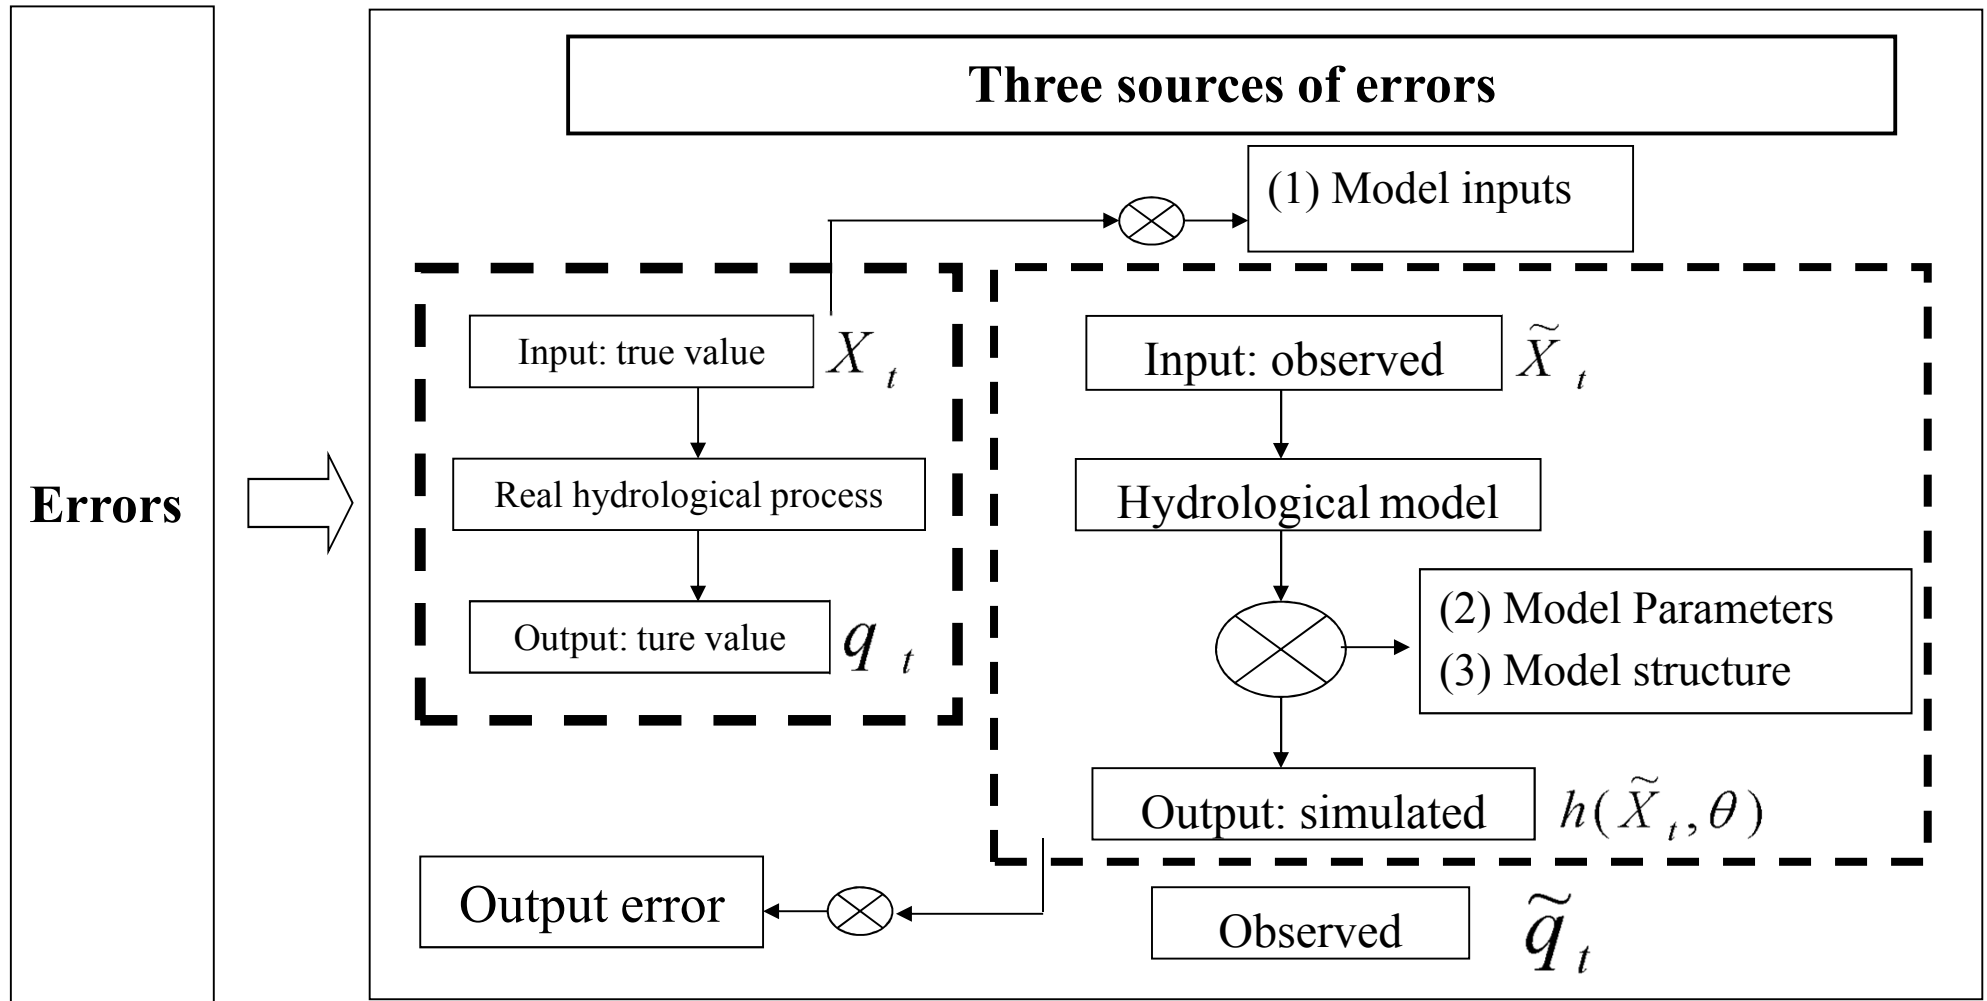 Errors
Three sources of errors
(1) Model inputs
Input: true value X t
Real hydrological process
Output: ture value q t
Input: observed X̃ t
Hydrological model
(2) Model Parameters
(3) Model structure
Output: simulated h(X̃ t, θ)
Output error
Observed q̃ t